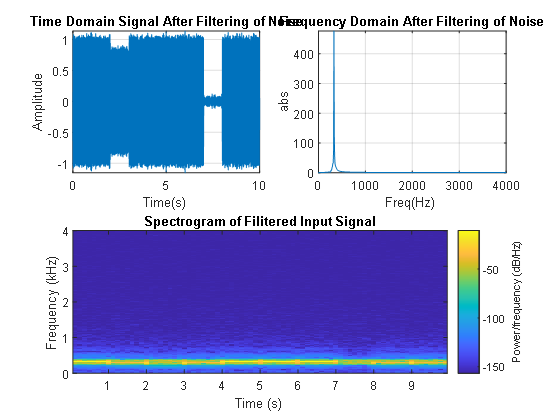 Time Domain Signal After Filtering of Noise
Frequency Domain After Filtering of Noise
1
0.5
0
-0.5
-1
Amplitude
0 5 10
Time(s)
400
300
200
100
0
abs
0 1000 2000 3000 4000
Freq(Hz)
Spectrogram of Filitered Input Signal
4
3
2
1
0
Frequency (kHz)
1 2 3 4 5 6 7 8 9
Time (s)
-50
-100
-150
Power/frequency (dB/Hz)